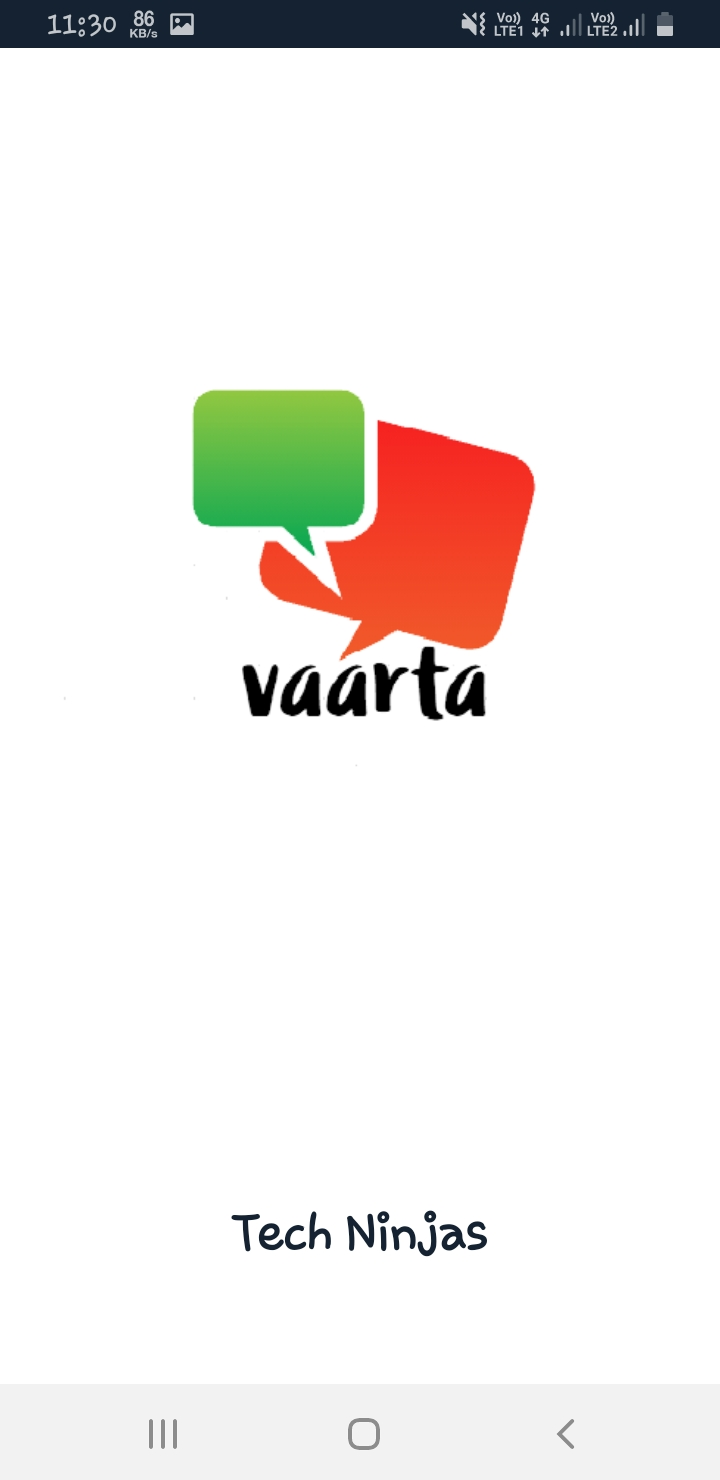 11:30 86 KB/s Vo)) LTE1 4G Vo)) LTE2
vaarta
Tech Ninjas